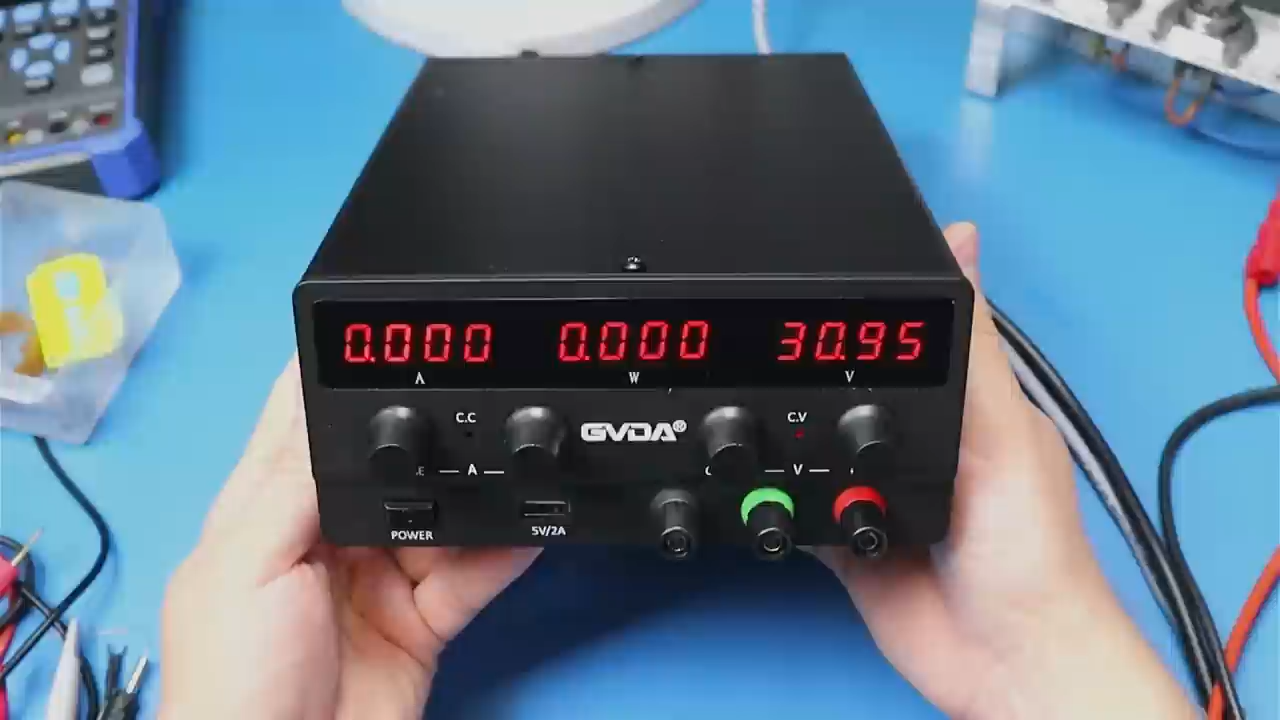 0.000 0.000 30.95
A W V
C.C GVDA® C.V
A V
POWER 5V/2A